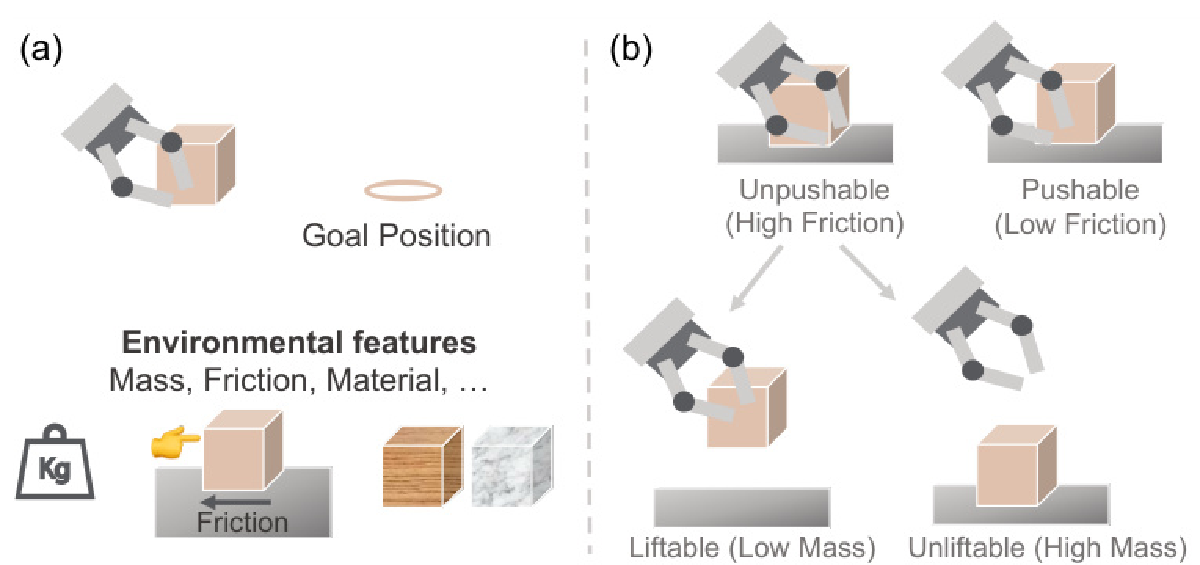 (a)
Goal Position
Environmental features
Mass, Friction, Material, …
Kg
Friction
(b)
Unpushable
(High Friction)
Pushable
(Low Friction)
Liftable (Low Mass)
Unliftable (High Mass)